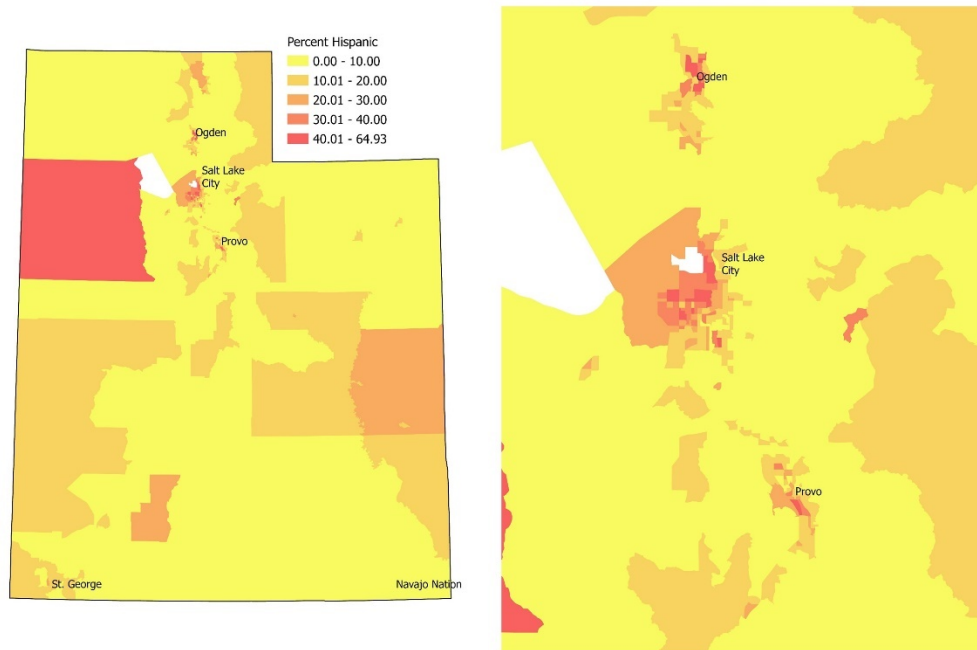 Percent Hispanic
0.00 - 10.00
10.01 - 20.00
20.01 - 30.00
30.01 - 40.00
40.01 - 64.93
Ogden
Salt Lake
City
Provo
St. George
Navajo Nation
Ogden
Salt Lake
City
Provo